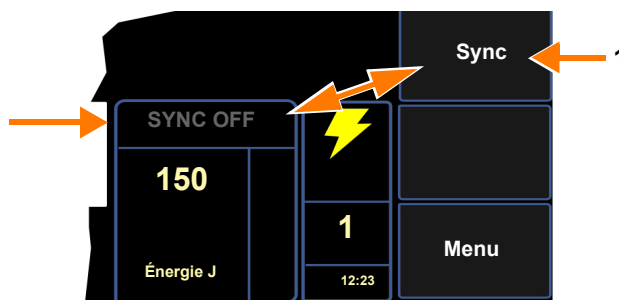 Sync
SYNC OFF
150
1
Menu
Énergie J
12:23